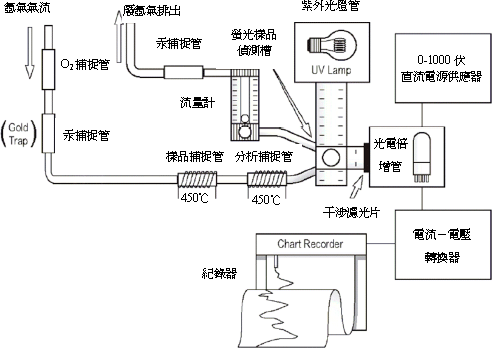 氬氣氣流
廢氬氣排出
紫外光燈管
汞捕捉管
螢光樣品
偵測槽
UV Lamp
0-1000 伏
直流電源供應器
O₂捕捉管
流量計
(Gold
Trap)
汞捕捉管
光電倍
增管
樣品捕捉管
分析捕捉管
450℃
450℃
干涉濾光片
Chart Recorder
電流－電壓
轉換器
紀錄器